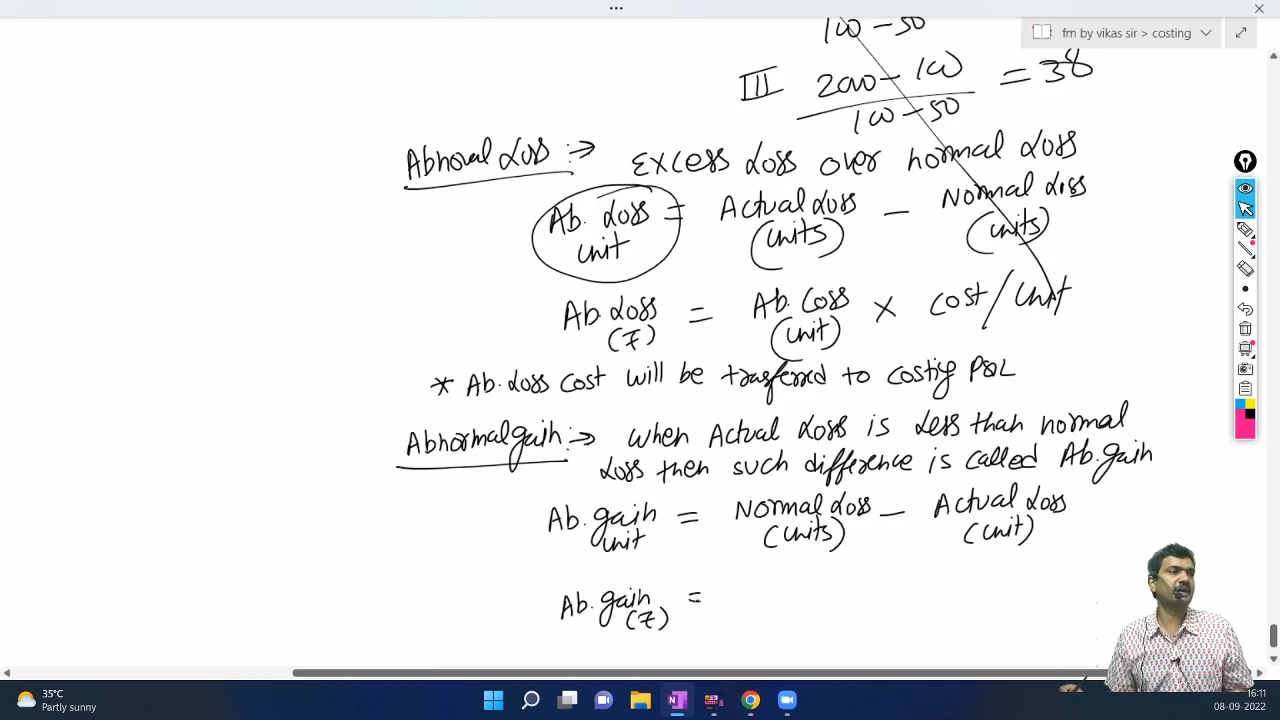 fm by vikas sir > costing
100 - 50
III 2000 - 100 = 38
100 - 50
Abnoral Loss :⇒ Excess Loss over normal Loss
Ab. Loss unit = Actual Loss (units) - Normal Loss (units)
Ab. Loss (₹) = Ab. Loss (unit) × cost/unit
* Ab. Loss cost will be trasferred to costig P&L
Abnormal gain :⇒ when Actual Loss is Less than normal
Loss then such difference is called Ab. gain
Ab. gain unit = Normal Loss (units) - Actual Loss (unit)
Ab. gain (₹) =
35°C
Partly sunny
16:11
08-09-2022